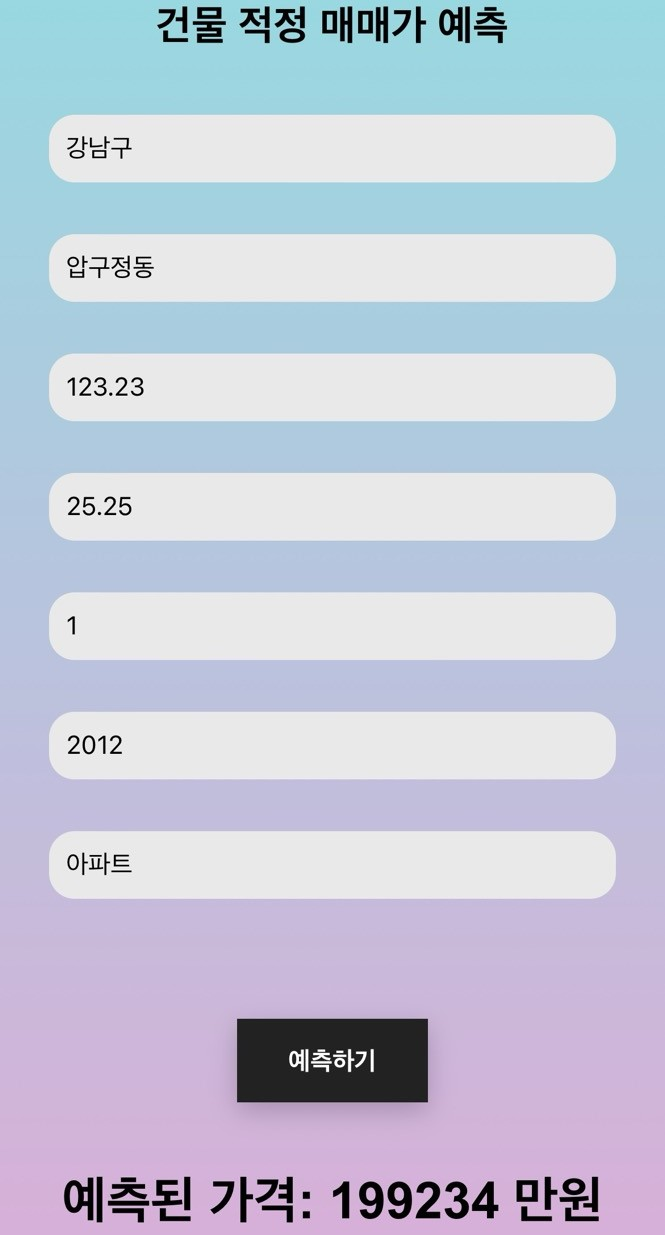 건물 적정 매매가 예측
강남구
압구정동
123.23
25.25
1
2012
아파트
예측하기
예측된 가격: 199234 만원